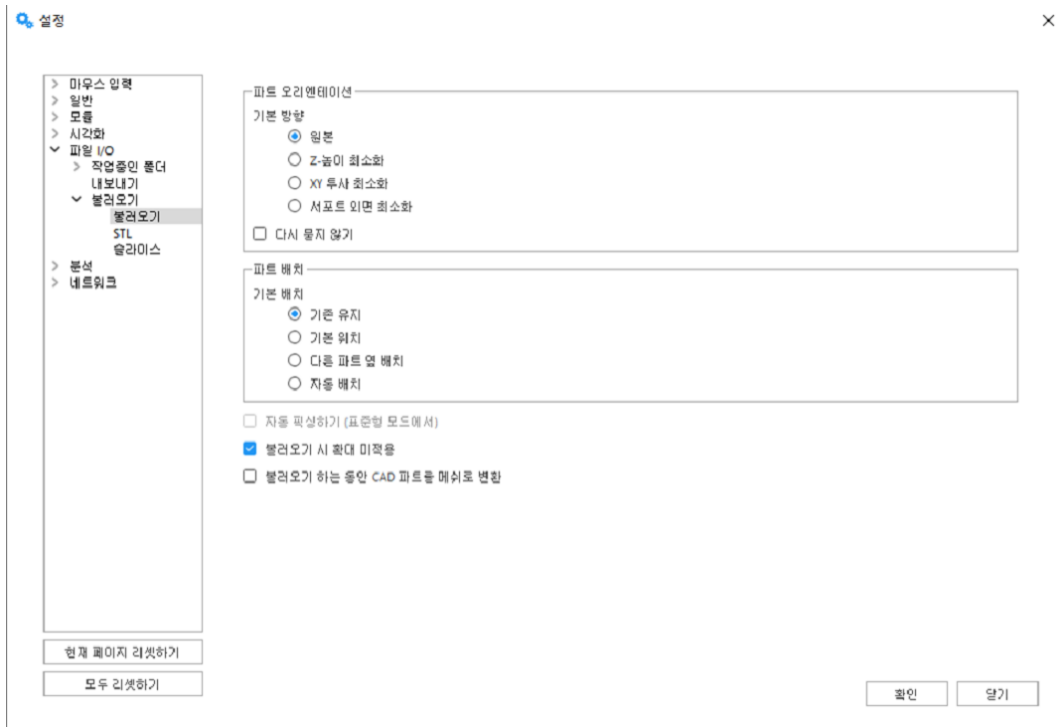 설정
마우스 입력
일반
모듈
시각화
파일 I/O
작업중인 폴더
내보내기
불러오기
불러오기
STL
슬라이스
분석
네트워크
현재 페이지 리셋하기
모두 리셋하기
파트 오리엔테이션
기본 방향
원본
Z-높이 최소화
XY 투사 최소화
서포트 외면 최소화
다시 묻지 않기
파트 배치
기본 배치
기존 유지
기본 위치
다른 파트 옆 배치
자동 배치
자동 픽싱하기 (표준형 모드에서)
불러오기 시 확대 미적용
불러오기 하는 동안 CAD 파트를 메쉬로 변환
확인
닫기